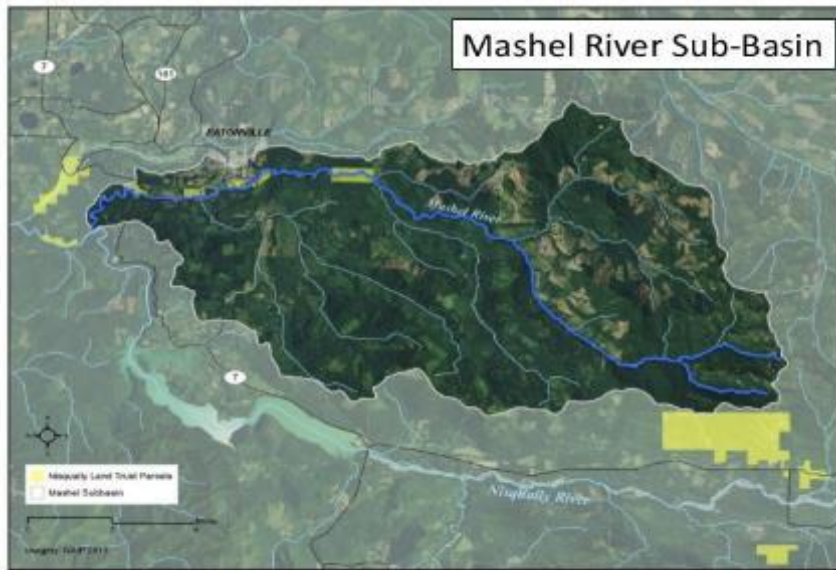 Mashel River Sub-Basin
7
161
EATONVILLE
Mashel River
7
Nisqually Land Trust Parcels
Mashel Subbasin
Nisqually River